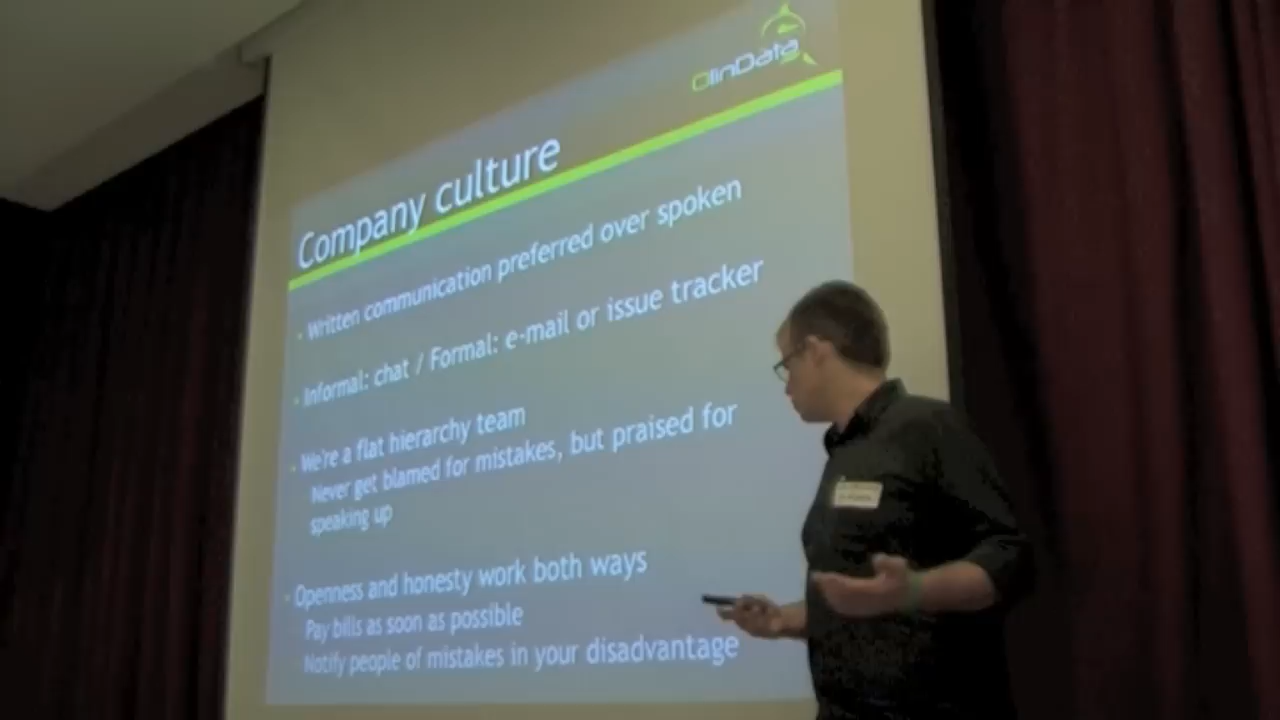 OlinData
Company culture
Written communication preferred over spoken
Informal: chat / Formal: e-mail or issue tracker
We're a flat hierarchy team
Never get blamed for mistakes, but praised for
speaking up
Openness and honesty work both ways
Pay bills as soon as possible
Notify people of mistakes in your disadvantage